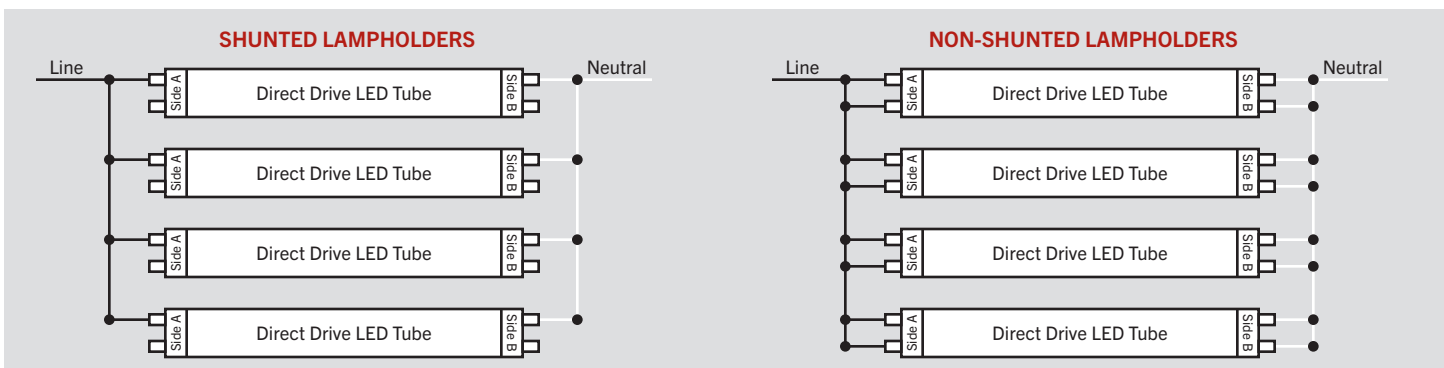 SHUNTED LAMPHOLDERS
Line
Neutral
Side A
Direct Drive LED Tube
Side B
Side A
Direct Drive LED Tube
Side B
Side A
Direct Drive LED Tube
Side B
Side A
Direct Drive LED Tube
Side B
NON-SHUNTED LAMPHOLDERS
Line
Neutral
Side A
Direct Drive LED Tube
Side B
Side A
Direct Drive LED Tube
Side B
Side A
Direct Drive LED Tube
Side B
Side A
Direct Drive LED Tube
Side B